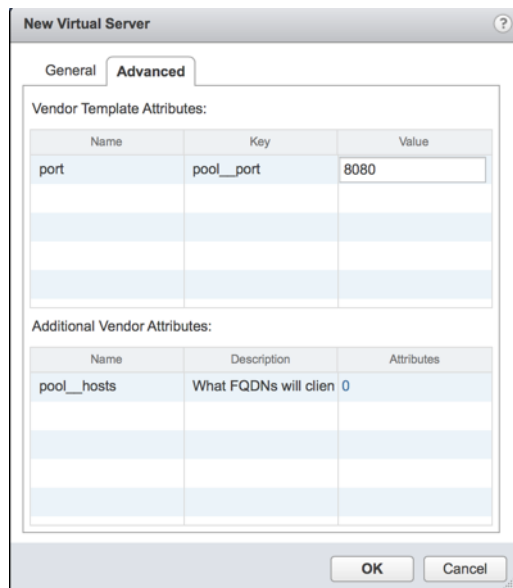 New Virtual Server ?
General Advanced
Vendor Template Attributes:
Name Key Value
port pool__port 8080
Additional Vendor Attributes:
Name Description Attributes
pool__hosts What FQDNs will clien 0
OK Cancel